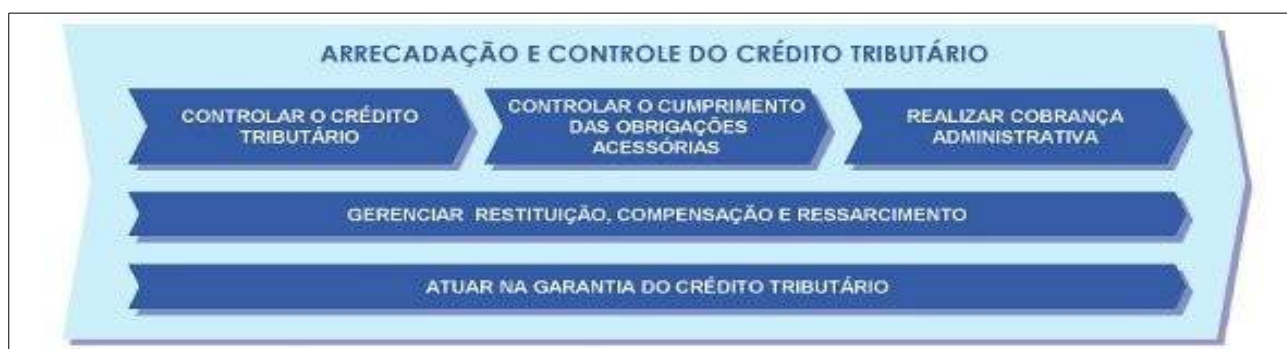 ARRECADAÇÃO E CONTROLE DO CRÉDITO TRIBUTÁRIO
CONTROLAR O CRÉDITO
TRIBUTÁRIO
CONTROLAR O CUMPRIMENTO
DAS OBRIGAÇÕES
ACESSÓRIAS
REALIZAR COBRANÇA
ADMINISTRATIVA
GERENCIAR RESTITUIÇÃO, COMPENSAÇÃO E RESSARCIMENTO
ATUAR NA GARANTIA DO CRÉDITO TRIBUTÁRIO